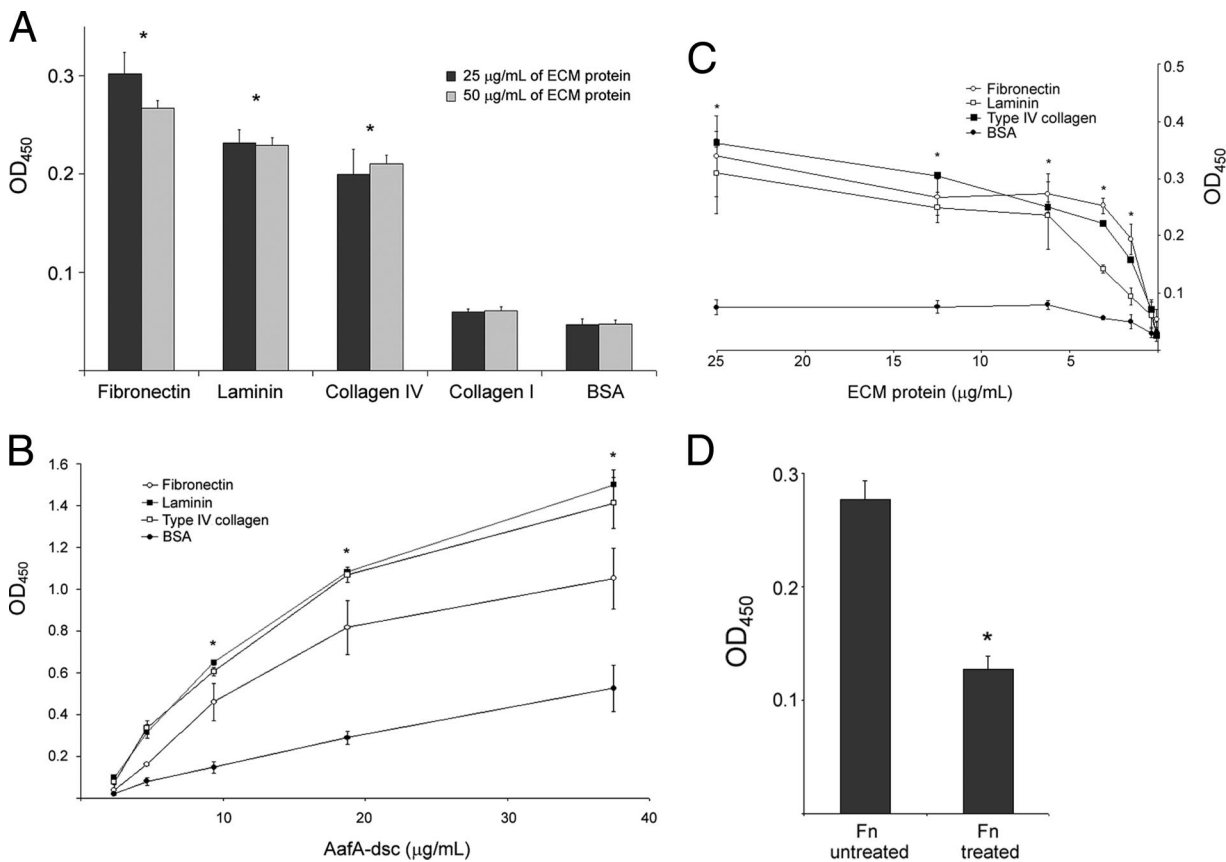 A
OD450
0.3
0.2
0.1
*
*
*
25 μg/mL of ECM protein
50 μg/mL of ECM protein
Fibronectin Laminin Collagen IV Collagen I BSA
B
OD450
1.6
1.4
1.2
1.0
0.8
0.6
0.4
0.2
Fibronectin
Laminin
Type IV collagen
BSA
*
*
*
10 20 30 40
AafA-dsc (μg/mL)
C
Fibronectin
Laminin
Type IV collagen
BSA
* * * * *
0.5
0.4
0.3
0.2
0.1
OD450
25 20 15 10 5
ECM protein (μg/mL)
D
OD450
0.3
0.2
0.1
*
Fn Fn
untreated treated